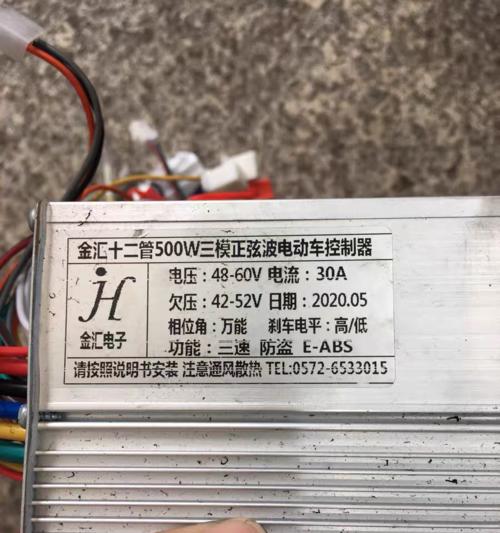 金汇十二管500W三模正弦波电动车控制器
电压：48-60V 电流：30A
欠压：42-52V 日期：2020.05
相位角：万能 刹车电平：高/低
功能：三速 防盗 E-ABS
JH
金汇电子
请按照说明书安装 注意通风散热 TEL:0572-6533015